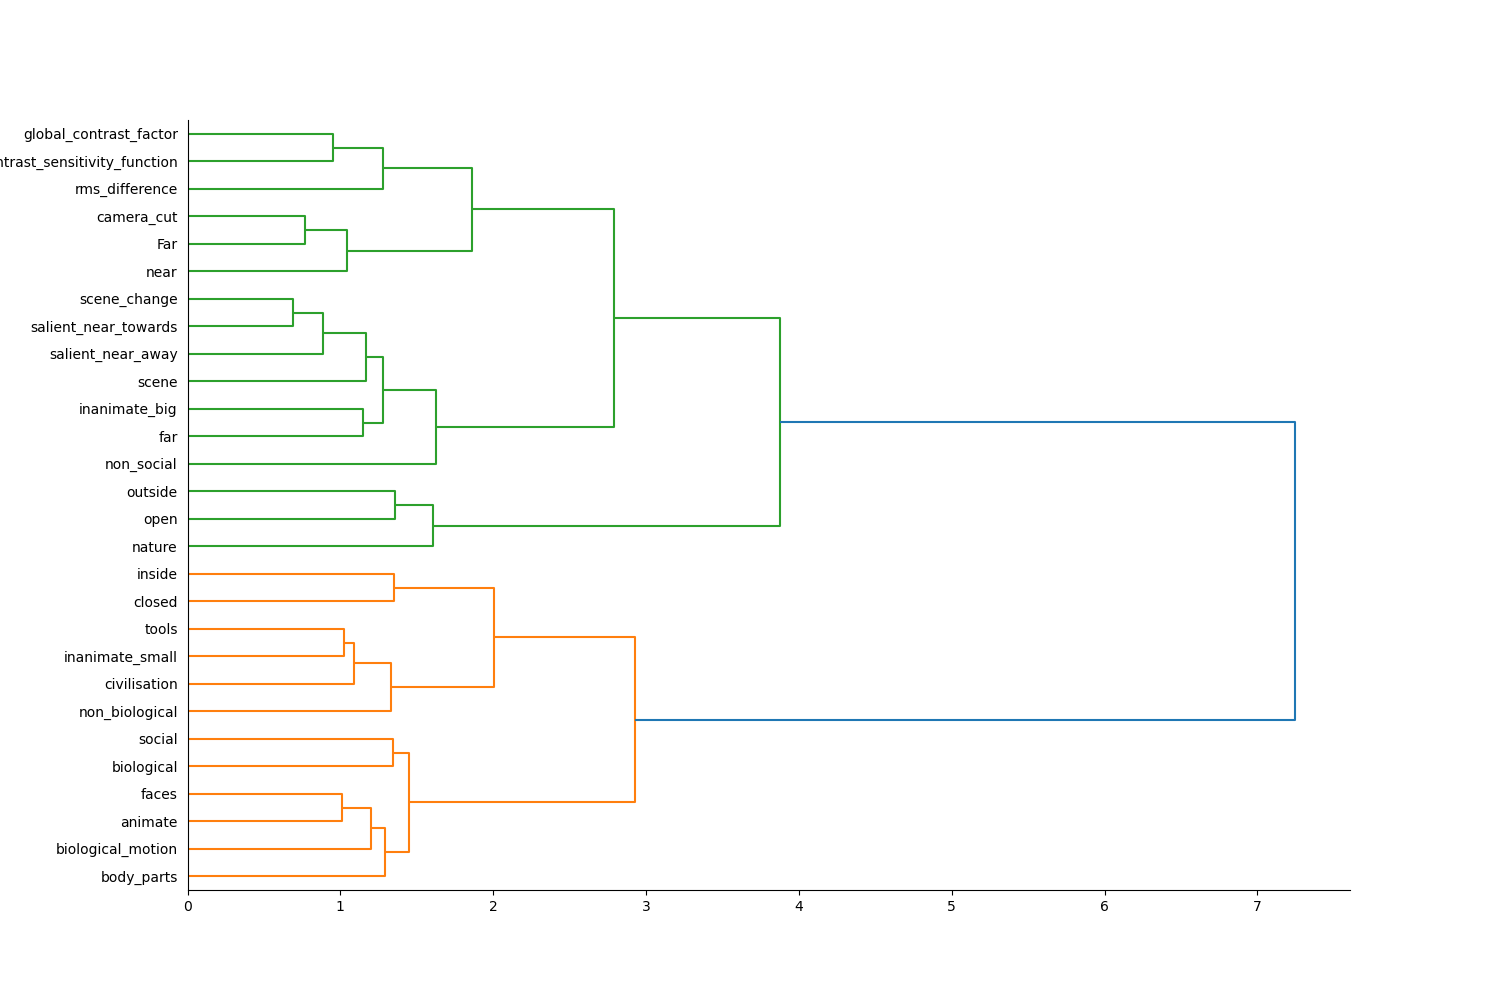 global_contrast_factor
ntrast_sensitivity_function
rms_difference
camera_cut
Far
near
scene_change
salient_near_towards
salient_near_away
scene
inanimate_big
far
non_social
outside
open
nature
inside
closed
tools
inanimate_small
civilisation
non_biological
social
biological
faces
animate
biological_motion
body_parts
0 1 2 3 4 5 6 7